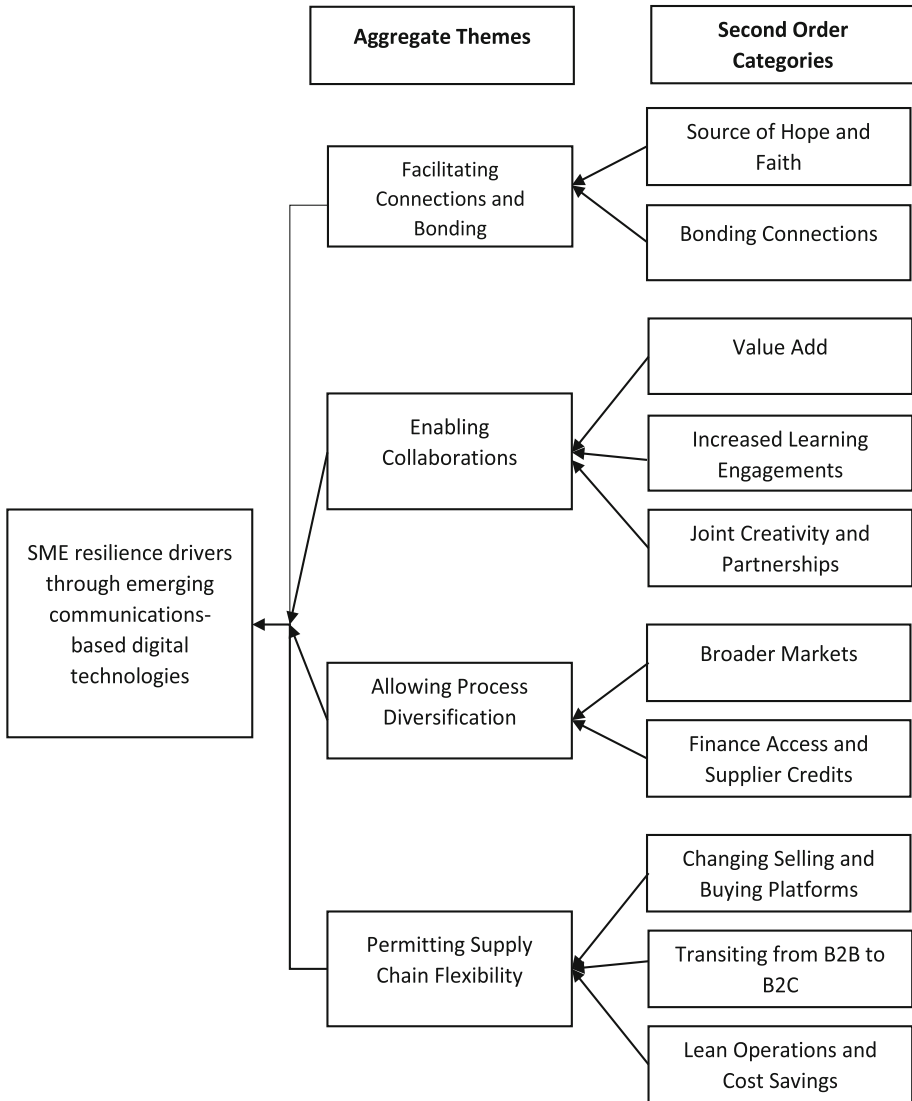 Aggregate Themes
Second Order
Categories
Source of Hope and
Faith
Facilitating
Connections and
Bonding
Bonding Connections
Value Add
Enabling
Collaborations
Increased Learning
Engagements
Joint Creativity and
Partnerships
SME resilience drivers
through emerging
communications-
based digital
technologies
Broader Markets
Allowing Process
Diversification
Finance Access and
Supplier Credits
Changing Selling and
Buying Platforms
Permitting Supply
Chain Flexibility
Transiting from B2B to
B2C
Lean Operations and
Cost Savings